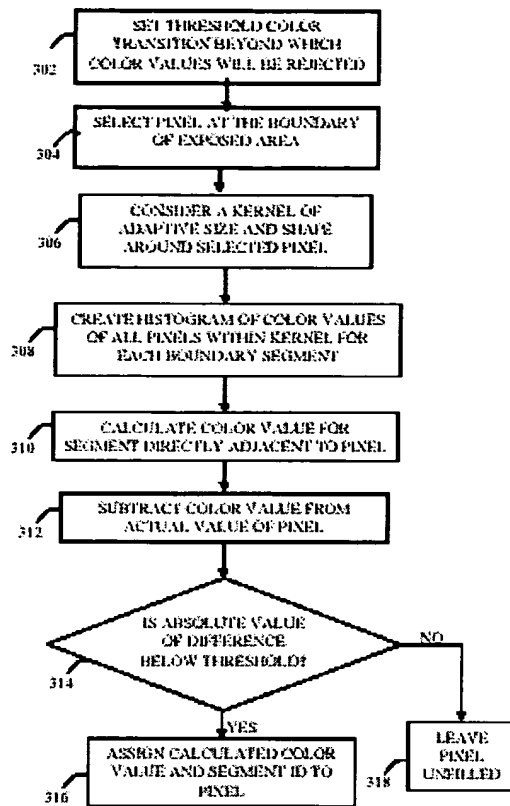 SET THRESHOLD COLOR
TRANSITION BEYOND WHICH
COLOR VALUES WILL BE REJECTED
302
SELECT PIXEL AT THE BOUNDARY
OF EXPOSED AREA
304
CONSIDER A KERNEL OF
ADAPTIVE SIZE AND SHAPE
AROUND SELECTED PIXEL
306
CREATE HISTOGRAM OF COLOR VALUES
OF ALL PIXELS WITHIN KERNEL FOR
EACH BOUNDARY SEGMENT
308
CALCULATE COLOR VALUE FOR
SEGMENT DIRECTLY ADJACENT TO PIXEL
310
SUBTRACT COLOR VALUE FROM
ACTUAL VALUE OF PIXEL
312
IS ABSOLUTE VALUE
OF DIFFERENCE
BELOW THRESHOLD?
314
NO
YES
ASSIGN CALCULATED COLOR
VALUE AND SEGMENT ID TO
PIXEL
316
LEAVE
PIXEL
UNFILLED
318